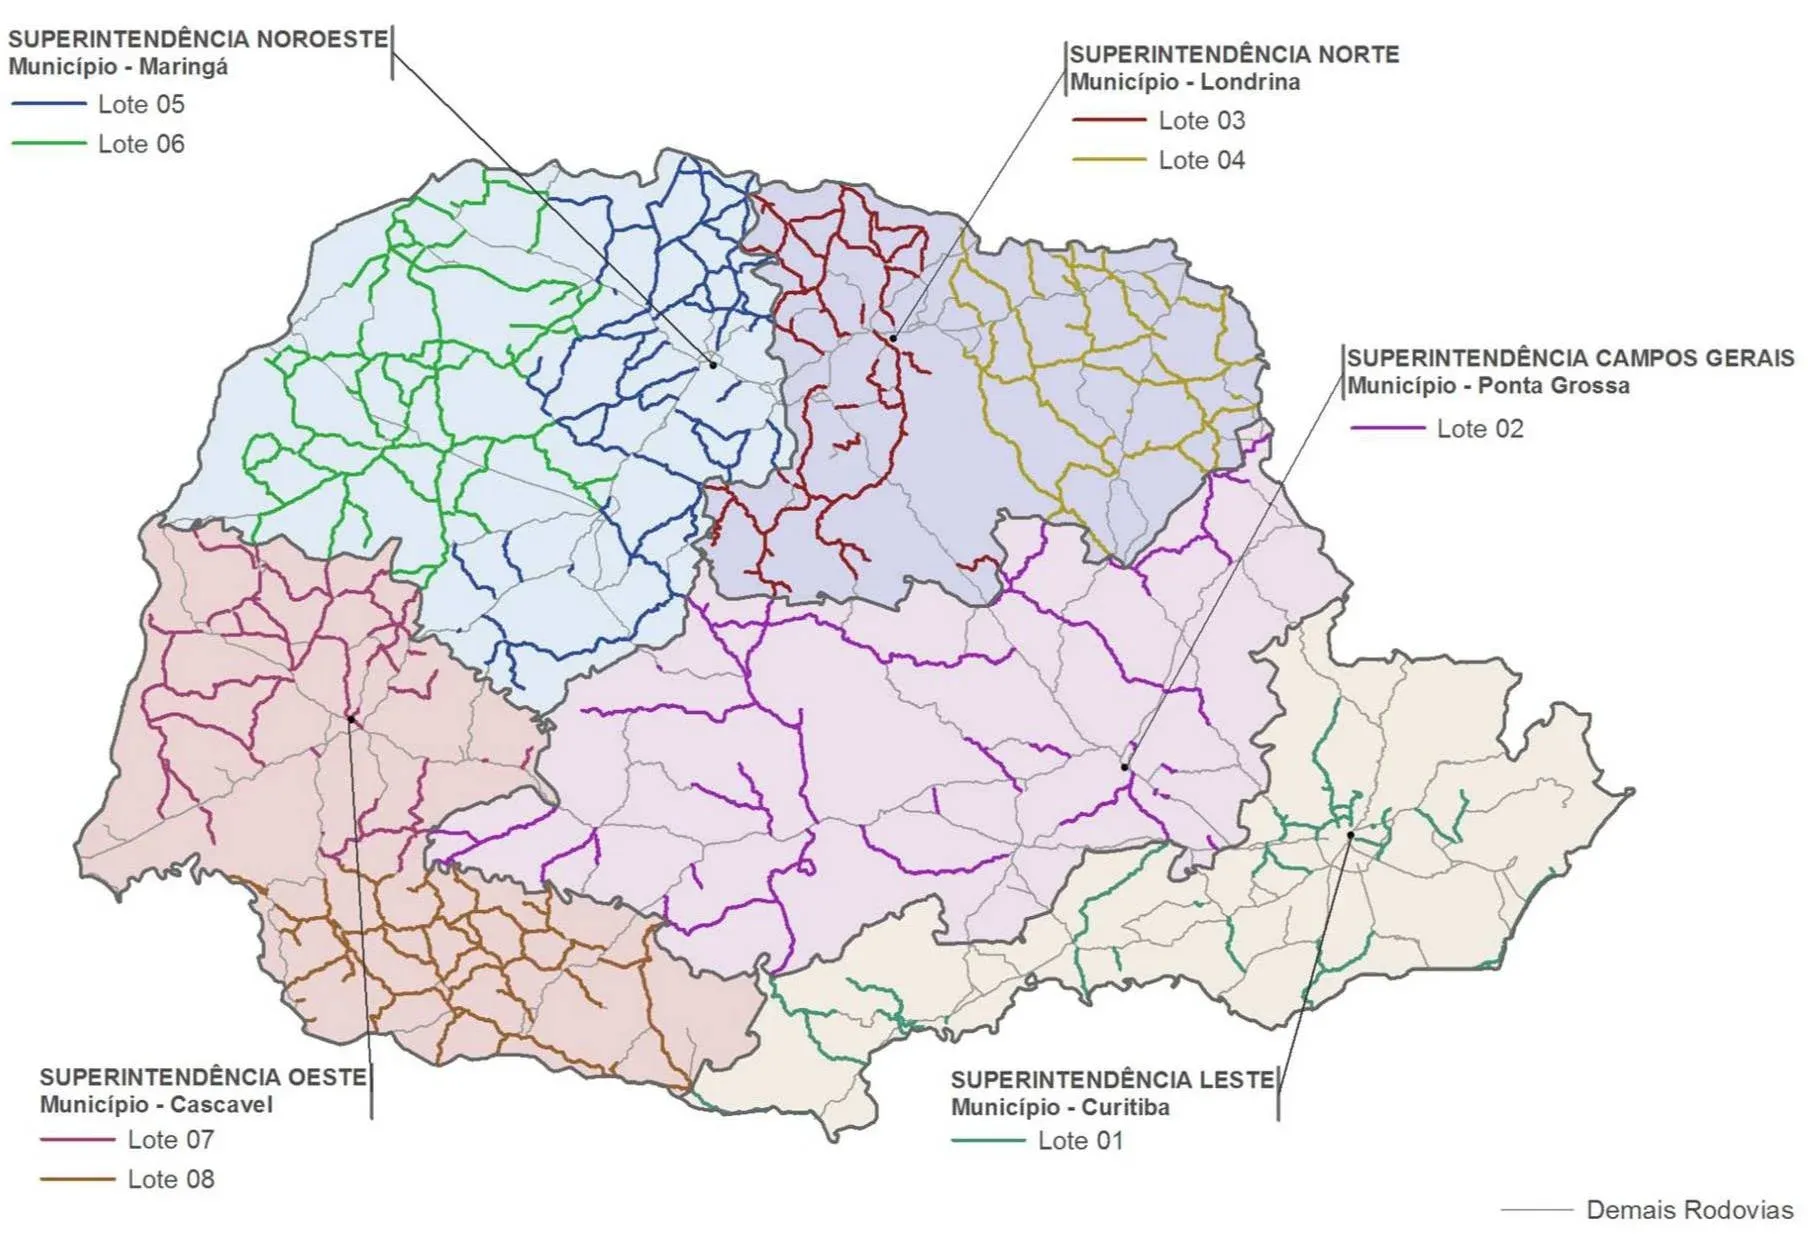 SUPERINTENDÊNCIA NOROESTE
Município - Maringá
Lote 05
Lote 06
SUPERINTENDÊNCIA NORTE
Município - Londrina
Lote 03
Lote 04
SUPERINTENDÊNCIA CAMPOS GERAIS
Município - Ponta Grossa
Lote 02
SUPERINTENDÊNCIA OESTE
Município - Cascavel
Lote 07
Lote 08
SUPERINTENDÊNCIA LESTE
Município - Curitiba
Lote 01
Demais Rodovias